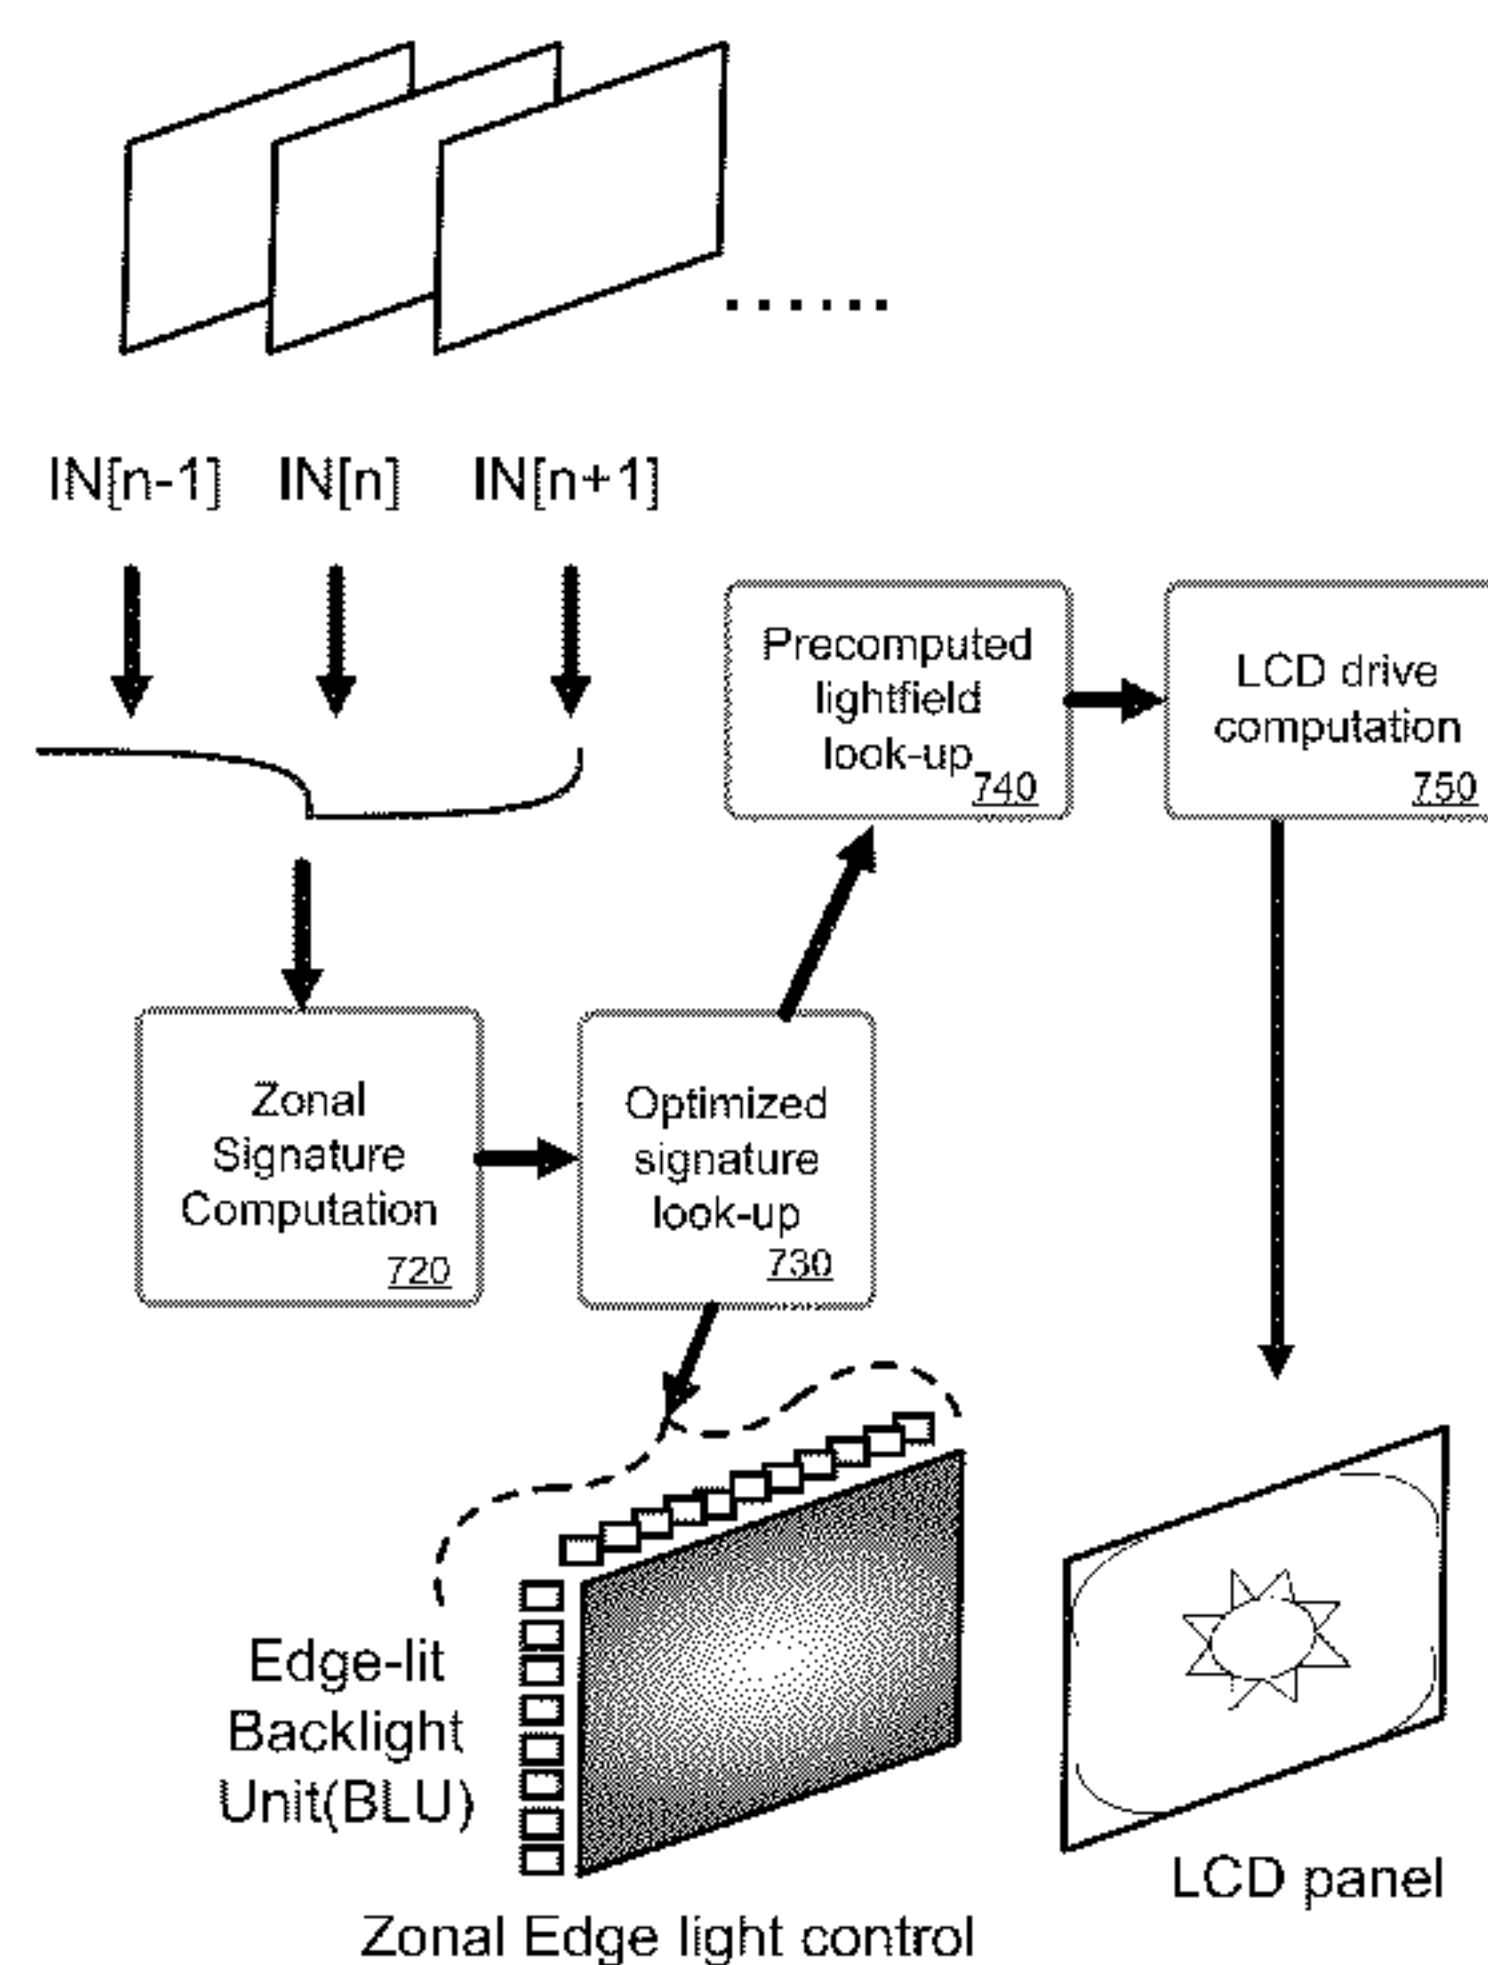 IN[n-1] IN[n] IN[n+1]
Precomputed
lightfield
look-up
740
LCD drive
computation
750
Zonal
Signature
Computation
720
Optimized
signature
look-up
730
Edge-lit
Backlight
Unit(BLU)
LCD panel
Zonal Edge light control